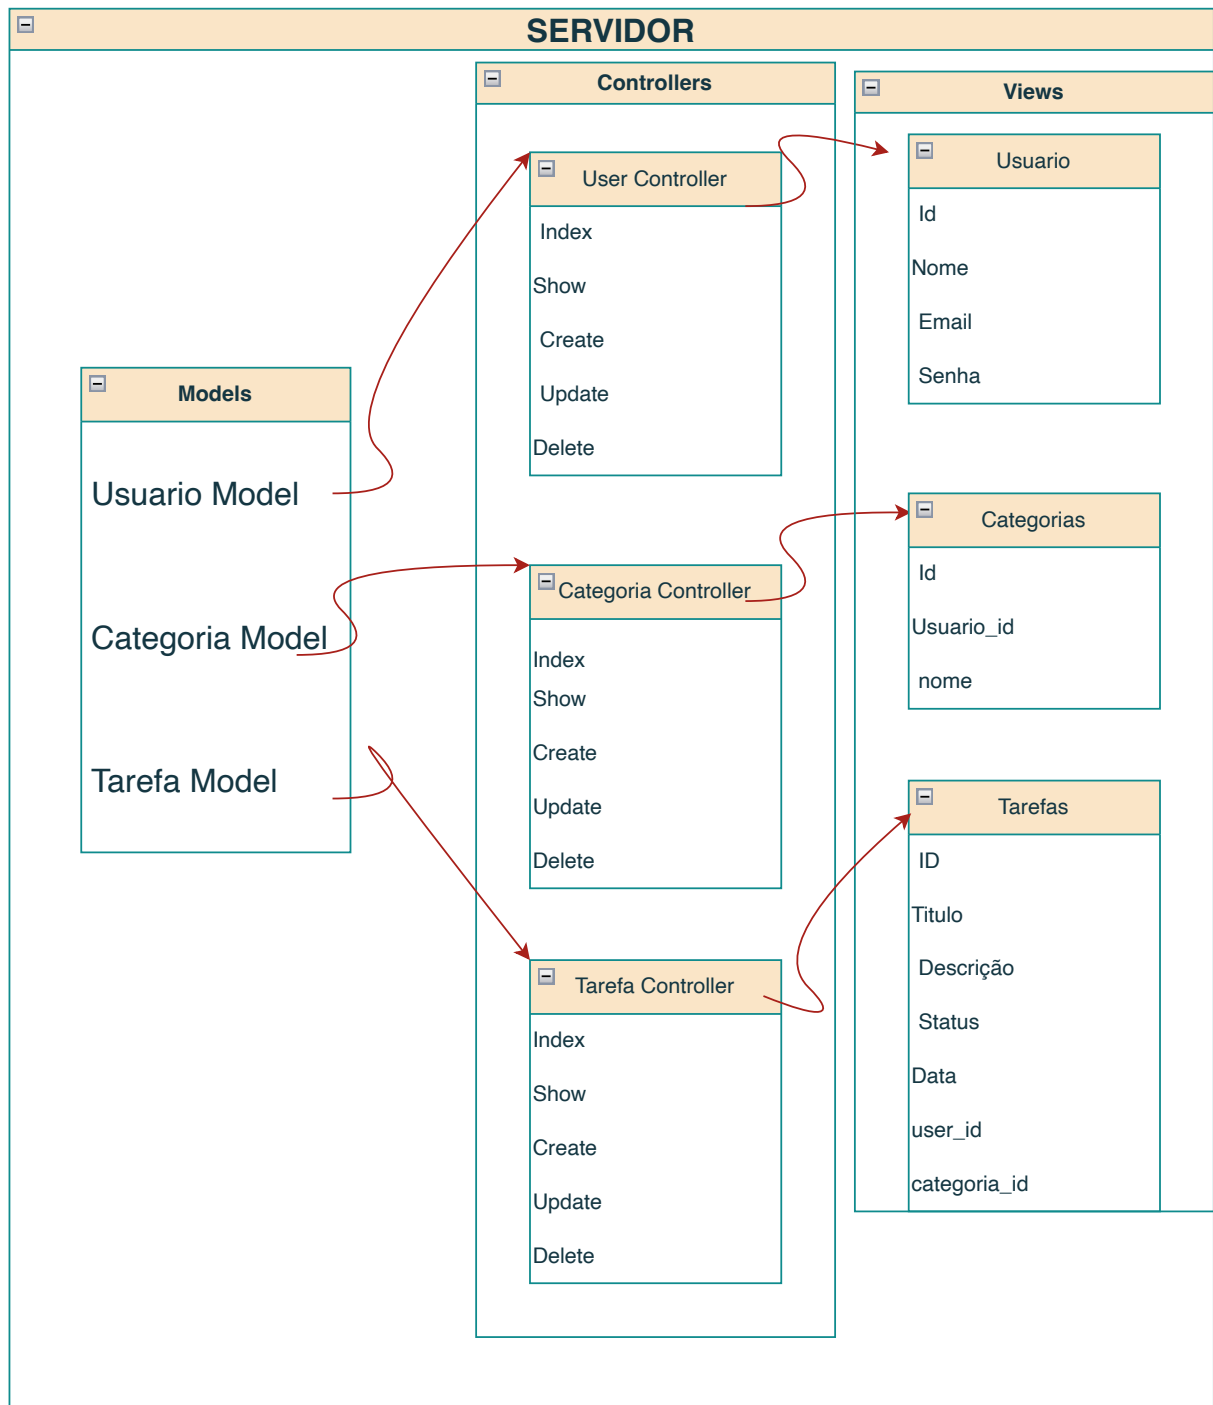 SERVIDOR
Models
Usuario Model
Categoria Model
Tarefa Model
Controllers
User Controller
Index
Show
Create
Update
Delete
Categoria Controller
Index
Show
Create
Update
Delete
Tarefa Controller
Index
Show
Create
Update
Delete
Views
Usuario
Id
Nome
Email
Senha
Categorias
Id
Usuario_id
nome
Tarefas
ID
Titulo
Descrição
Status
Data
user_id
categoria_id